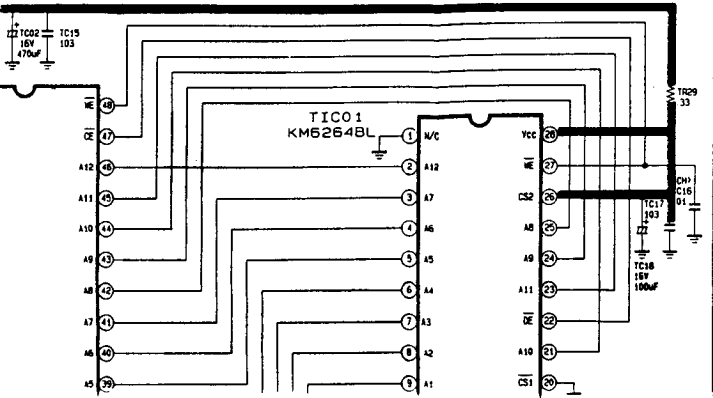 TC02
16V
470uF
TC15
103
TR29
33
TIC01
KM6264BL
WE 48
CE 47
A12 46
A11 45
A10 44
A9 43
A8 42
A7 41
A6 40
A5 39
1 N/C
2 A12
3 A7
4 A6
5 A5
6 A4
7 A3
8 A2
9 A1
Vcc 28
WE 27
CS2 26
A8 25
A9 24
A11 23
OE 22
A10 21
CS1 20
CH)
C16
01
TC17
103
TC18
16V
100uF